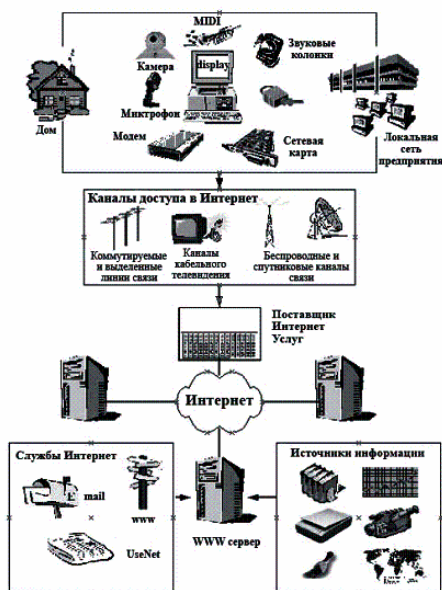 MIDI
Камера
display
Звуковые
колонки
Миктрофон
Дом
Модем
Сетевая
карта
Локальная
сеть
предприятия
Каналы доступа в Интернет
Коммутируемые
и выделенные
линии связи
Каналы
кабельного
телевидения
Беспроводные и
спутниковые каналы
связи
Поставщик
Интернет
Услуг
Интернет
Службы Интернет
E mail
www
UseNet
WWW сервер
Источники информации